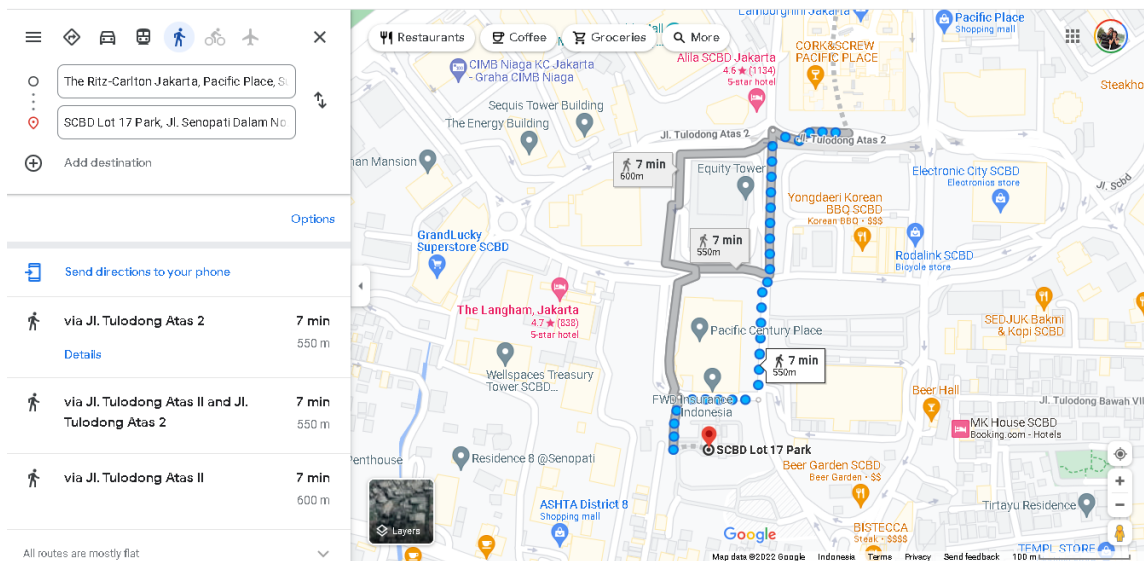 The Ritz-Carlton Jakarta, Pacific Place, S
SCBD Lot 17 Park, Jl. Senopati Dalam No
Add destination
Options
Send directions to your phone
via Jl. Tulodong Atas 2
7 min
550 m
Details
via Jl. Tulodong Atas II and Jl.
Tulodong Atas 2
7 min
550 m
via Jl. Tulodong Atas II
7 min
600 m
All routes are mostly flat
Restaurants
Coffee
Groceries
More
Lamborghini Jakarta
Pacific Place
Shopping mall
CORK&SCREW
PACIFIC PLACE
CIMB Niaga KC Jakarta
- Graha CIMB Niaga
Alila SCBD Jakarta
4.6 ★ (1134)
5-star hotel
Steakho
Sequis Tower Building
The Energy Building
Jl. Tulodong Atas 2
Jl. Tulodong Atas 2
man Mansion
7 min
600m
Equity Tower
Electronic City SCBD
Electronics store
Jl. Scbd
Yongdaeri Korean
BBQ SCBD
Korean BBQ • $$$
GrandLucky
Superstore SCBD
7 min
550m
Rodalink SCBD
Bicycle store
The Langham, Jakarta
4.7 ★ (838)
5-star hotel
SEDJUK Bakmi
& Kopi SCBD
Pacific Century Place
7 min
550m
Wellspaces Treasury
Tower SCBD...
Beer Hall
FWD Insurance
Indonesia
Jl. Tulodong Bawah VII
MK House SCBD
Booking.com - Hotels
SCBD Lot 17 Park
Penthouse
Residence 8 @Senopati
Beer Garden SCBD
Beer Garden • $$
Tirtayu Residence
ASHTA District 8
Shopping mall
Layers
BISTECCA
Steak • $$$$
Google
TEMPL STORE
Map data ©2022 Google
Indonesia
Terms
Privacy
Send feedback
100 m